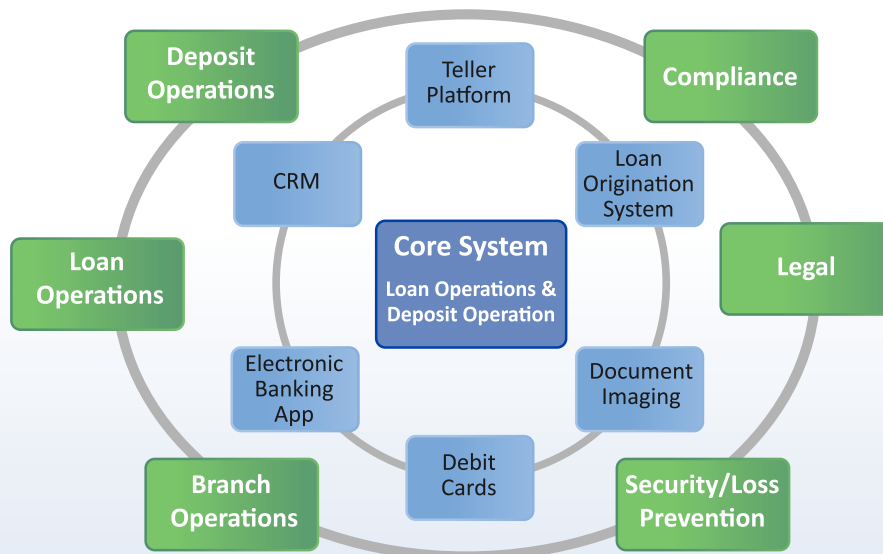 Deposit
Operations
Teller
Platform
Compliance
CRM
Loan
Origination
System
Core System
Loan Operations &
Deposit Operation
Loan
Operations
Legal
Electronic
Banking
App
Document
Imaging
Debit
Cards
Branch
Operations
Security/Loss
Prevention